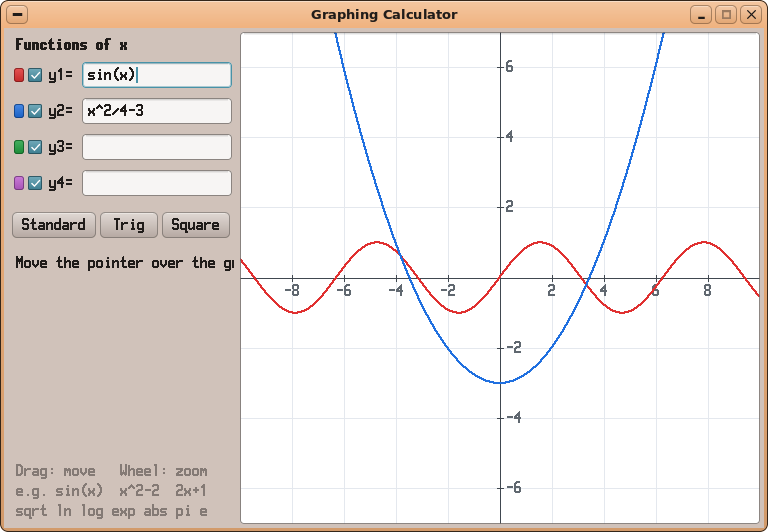 Graphing Calculator
Functions of x
y1= sin(x)
y2= x^2/4-3
y3=
y4=
Standard Trig Square
Move the pointer over the gr
6
4
2
-8 -6 -4 -2 2 4 6 8
-2
-4
-6
Drag: move Wheel: zoom
e.g. sin(x) x^2-2 2x+1
sqrt ln log exp abs pi e